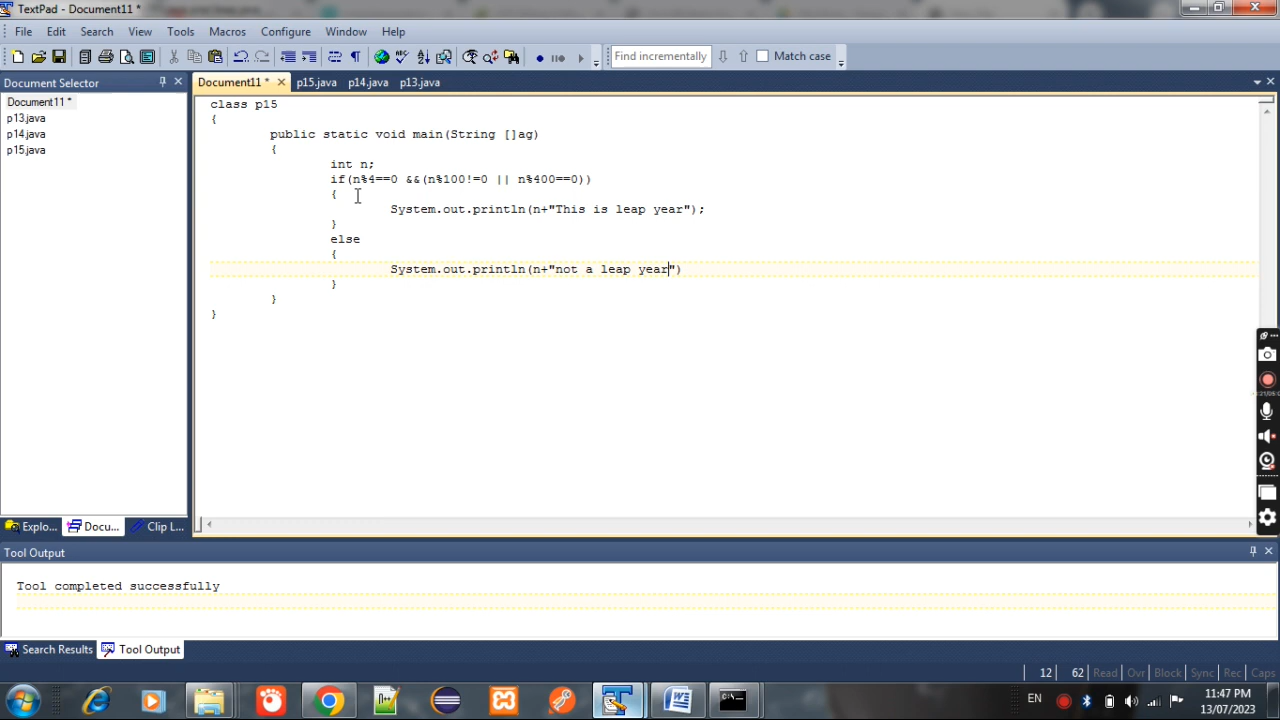 TextPad - Document11 *
File Edit Search View Tools Macros Configure Window Help
Find incrementally Match case
Document Selector
Document11 * p15.java p14.java p13.java
Document11 *
p13.java
p14.java
p15.java
class p15
{
public static void main(String []ag)
{
int n;
if(n%4==0 &&(n%100!=0 || n%400==0))
{
System.out.println(n+"This is leap year");
}
else
{
System.out.println(n+"not a leap year")
}
}
}
Explo... Docu... Clip L...
Tool Output
Tool completed successfully
Search Results Tool Output
12 62 Read Ovr Block Sync Rec Caps
EN
11:47 PM
13/07/2023